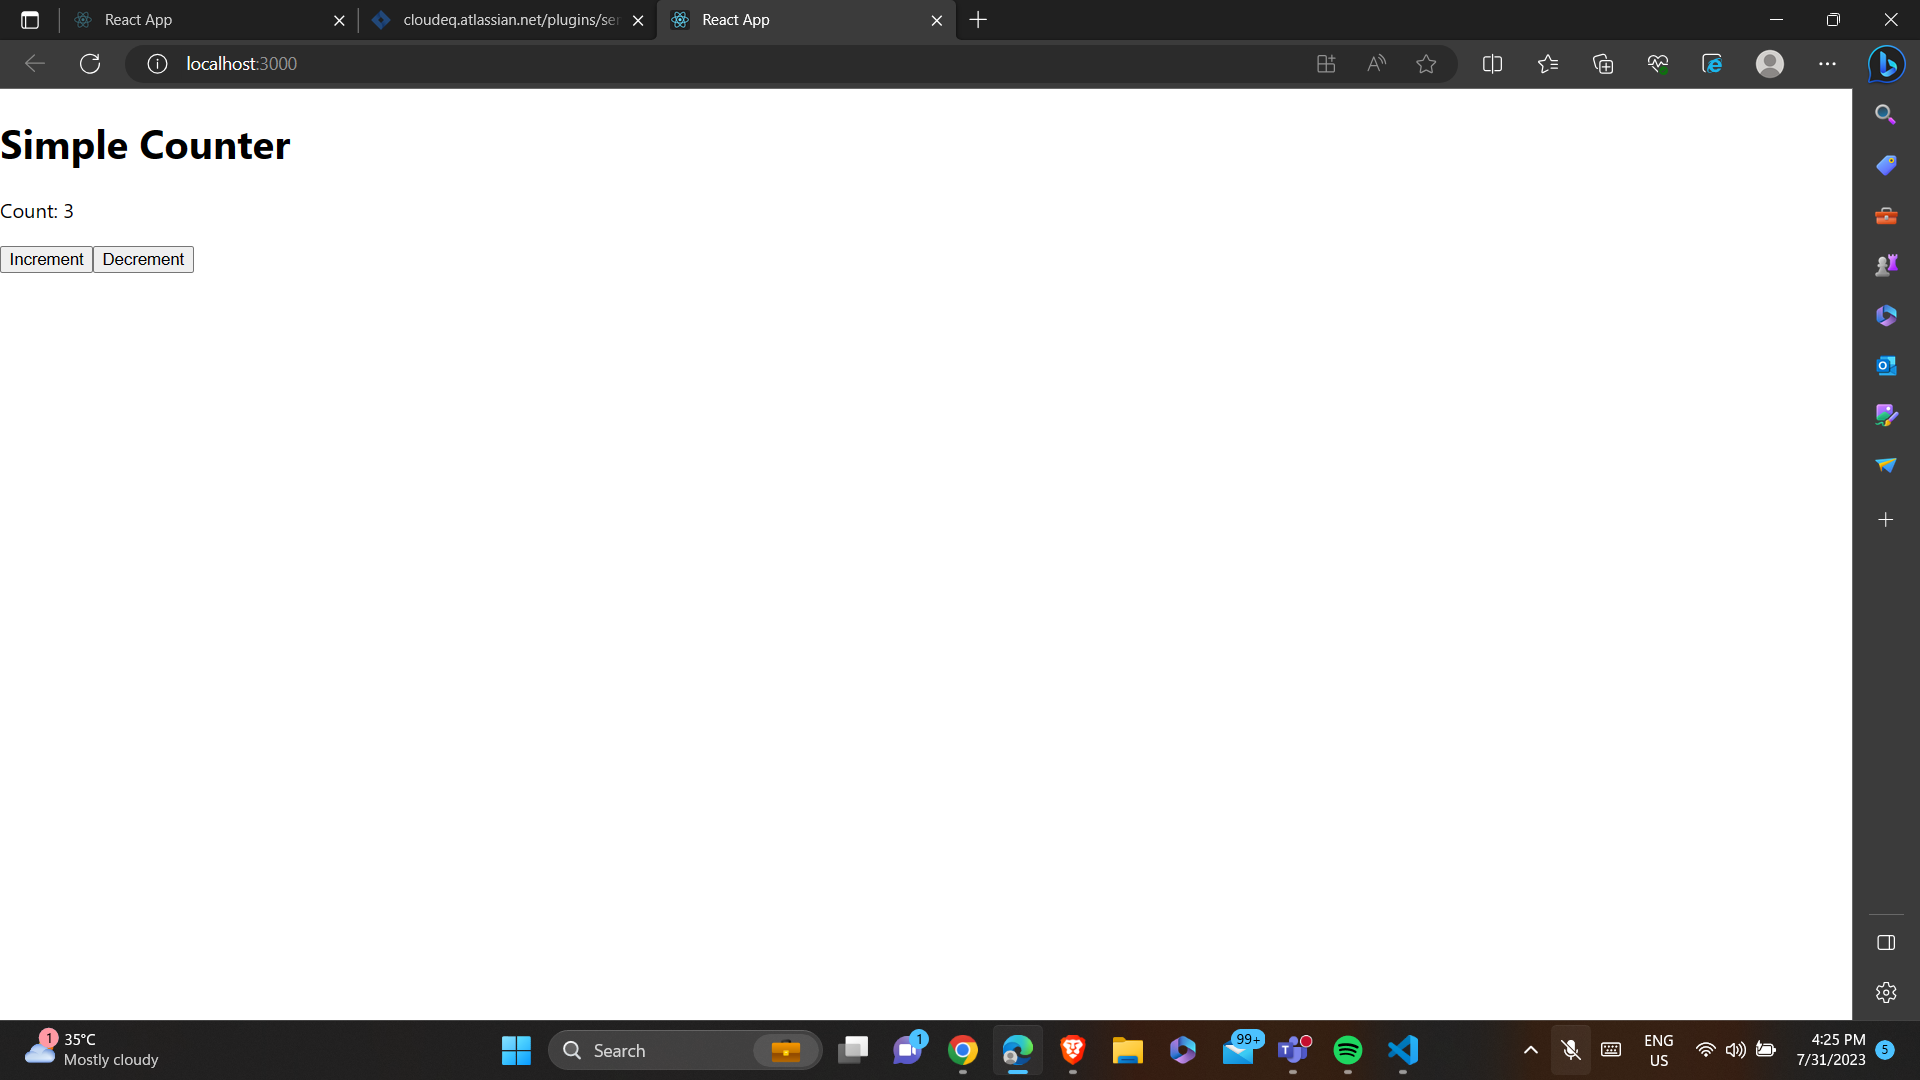 React App
cloudeq.atlassian.net/plugins/ser
React App
localhost:3000
Simple Counter
Count: 3
Increment
Decrement
1
35°C
Mostly cloudy
Search
1
99+
ENG
US
4:25 PM
7/31/2023
5